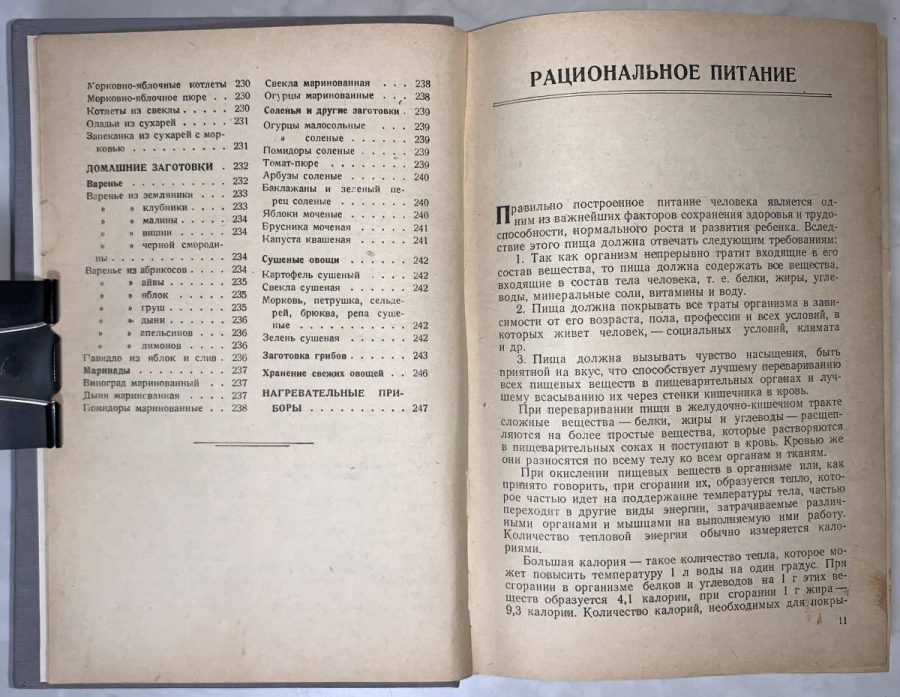 Морковно-яблочные котлеты 230
Морковно-яблочное пюре . . 230
Котлеты из свеклы . . . . . 230
Оладьи из сухарей . . . . . 231
Запеканка из сухарей с мор-
ковью . . . . . . . . . . 231
ДОМАШНИЕ ЗАГОТОВКИ . 232
Варенье . . . . . . . . . . . 232
Варенье из земляники . . . 233
» » клубники . . . . 233
» » малины . . . . . 234
» » вишни . . . . . 234
» » черной смороди-
ны . . . . . . . . . . . . 234
Варенье из абрикосов . . . . 234
» » айвы . . . . . . 235
» » яблок . . . . . 235
» » груш . . . . . . 235
» » дыни . . . . . . 236
» » апельсинов . . . 236
» » лимонов . . . . 236
Павидло из яблок и слив . 236
Маринады . . . . . . . . . . 237
Виноград маринованный . . . 237
Дыня маринованная . . . . . 237
Помидоры маринованные . . . 238
Свекла маринованная . . . 238
Огурцы маринованные . . . 238
Соленья и другие заготовки . 239
Огурцы малосольные . . . . 239
» соленые . . . . . . 239
Помидоры соленые . . . . . 239
Томат-пюре . . . . . . . . 239
Арбузы соленые . . . . . . 240
Баклажаны и зеленый пе-
рец соленые . . . . . . . 240
Яблоки моченые . . . . . . 240
Брусника моченая . . . . . 241
Капуста квашеная . . . . . 241
Сушеные овощи . . . . . . 242
Картофель сушеный . . . . 242
Свекла сушеная . . . . . . 242
Морковь, петрушка, сельде-
рей, брюква, репа суше-
ные . . . . . . . . . . . 242
Зелень сушеная . . . . . . 242
Заготовка грибов . . . . . . 243
Хранение свежих овощей . . 246
НАГРЕВАТЕЛЬНЫЕ ПРИ-
БОРЫ . . . . . . . . . . 247
РАЦИОНАЛЬНОЕ ПИТАНИЕ
Правильно построенное питание человека является од-
ним из важнейших факторов сохранения здоровья и трудо-
способности, нормального роста и развития ребенка. Вслед-
ствие этого пища должна отвечать следующим требованиям:
1. Так как организм непрерывно тратит входящие в его
состав вещества, то пища должна содержать все вещества,
входящие в состав тела человека, т. е. белки, жиры, угле-
воды, минеральные соли, витамины и воду.
2. Пища должна покрывать все траты организма в зави-
симости от его возраста, пола, профессии и всех условий, в
которых живет человек, — социальных условий, климата
и др.
3. Пища должна вызывать чувство насыщения, быть
приятной на вкус, что способствует лучшему перевариванию
всех пищевых веществ в пищеварительных органах и луч-
шему всасыванию их через стенки кишечника в кровь.
При переваривании пищи в желудочно-кишечном тракте
сложные вещества — белки, жиры и углеводы — расщеп-
ляются на более простые вещества, которые растворяются
в пищеварительных соках и поступают в кровь. Кровью же
они разносятся по всему телу ко всем органам и тканям.
При окислении пищевых веществ в организме или, как
принято говорить, при сгорании их, образуется тепло, кото-
рое частью идет на поддержание температуры тела, частью
переходит в другие виды энергии, затрачиваемые различ-
ными органами и мышцами на выполняемую ими работу.
Количество тепловой энергии обычно измеряется кало-
риями.
Большая калория — такое количество тепла, которое мо-
жет повысить температуру 1 л воды на один градус. При
сгорании в организме белков и углеводов на 1 г этих ве-
ществ образуется 4,1 калории, при сгорании 1 г жира —
9,3 калории. Количество калорий, необходимых для покры-
11